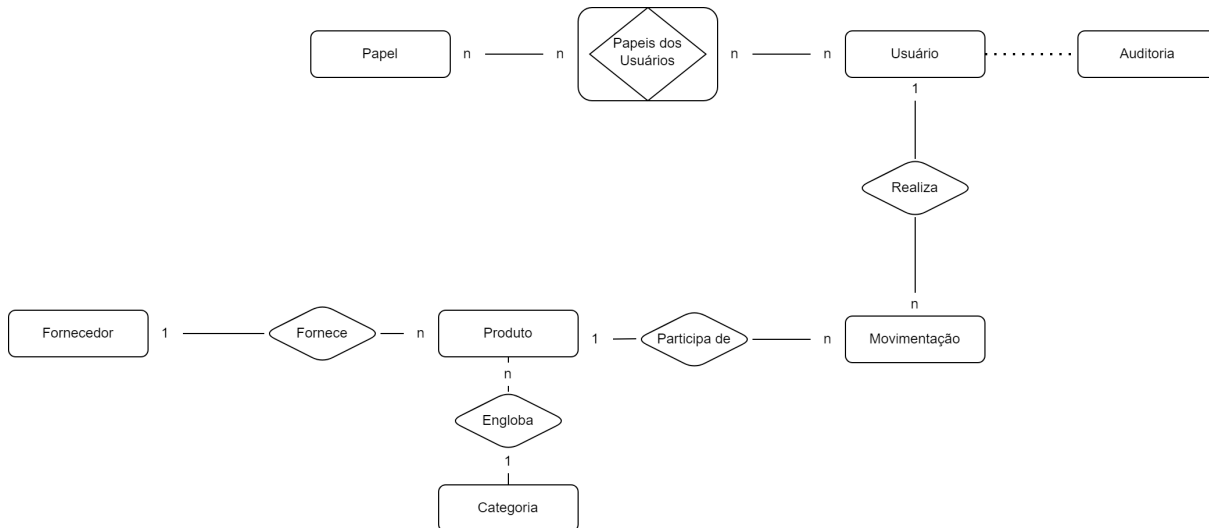 Papel
n
n
Papeis dos
Usuários
n
n
Usuário
Auditoria
1
Realiza
n
Fornecedor
1
Fornece
n
Produto
1
Participa de
n
Movimentação
n
Engloba
1
Categoria